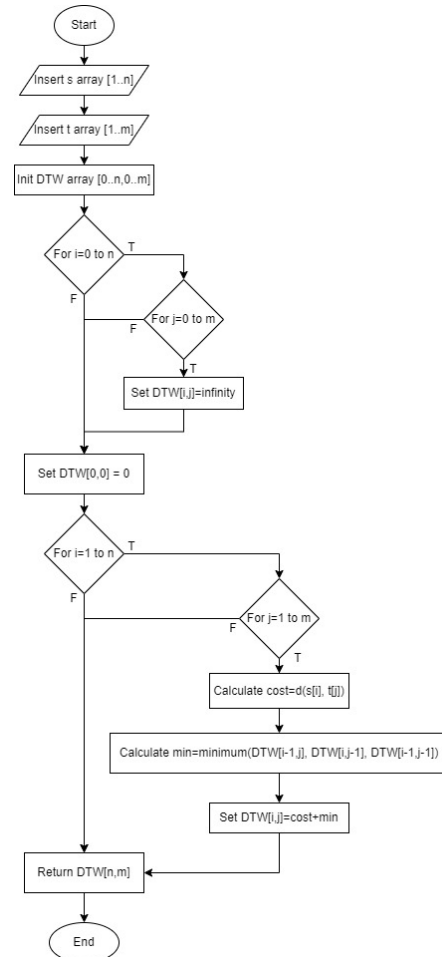 Start
Insert s array [1..n]
Insert t array [1..m]
Init DTW array [0..n,0..m]
For i=0 to n
T
F
For j=0 to m
F
T
Set DTW[i,j]=infinity
Set DTW[0,0] = 0
For i=1 to n
T
F
For j=1 to m
F
T
Calculate cost=d(s[i], t[j])
Calculate min=minimum(DTW[i-1,j], DTW[i,j-1], DTW[i-1,j-1])
Set DTW[i,j]=cost+min
Return DTW[n,m]
End